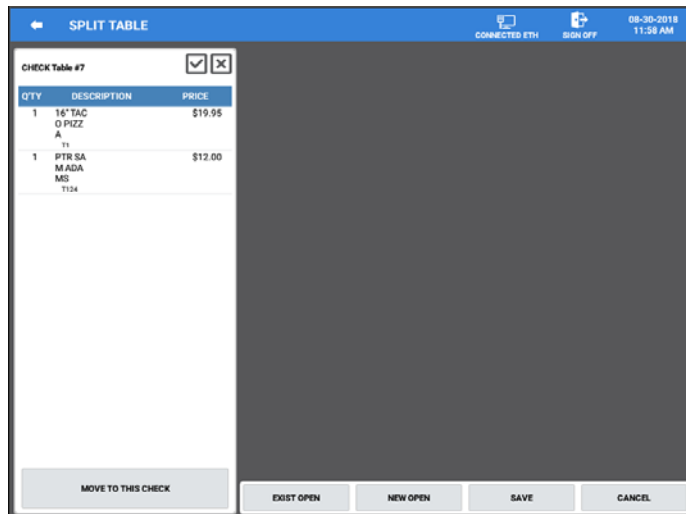 SPLIT TABLE
CONNECTED ETH
SIGN OFF
08-30-2018
11:58 AM
CHECK Table #7
Q'TY DESCRIPTION PRICE
1 16" TAC $19.95
O PIZZ
A
T1
1 PTR SA $12.00
M ADA
MS
T124
MOVE TO THIS CHECK
EXIST OPEN NEW OPEN SAVE CANCEL